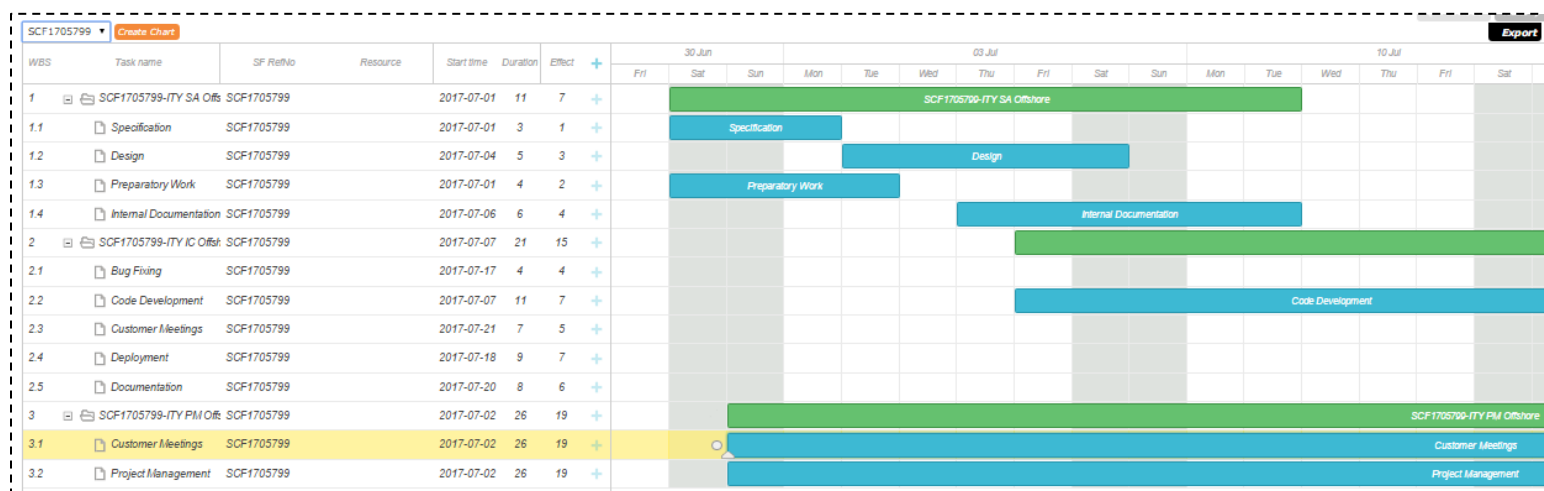 SCF1705799 Create Chart Export
30 Jun 03 Jul 10 Jul
WBS Task name SF RefNo Resource Start time Duration Effect
Fri Sat Sun Mon Tue Wed Thu Fri Sat Sun Mon Tue Wed Thu Fri Sat
1 SCF1705799-ITY SA Offs SCF1705799 2017-07-01 11 7 + SCF1705799-ITY SA Offshore
1.1 Specification SCF1705799 2017-07-01 3 1 + Specification
1.2 Design SCF1705799 2017-07-04 5 3 + Design
1.3 Preparatory Work SCF1705799 2017-07-01 4 2 + Preparatory Work
1.4 Internal Documentation SCF1705799 2017-07-06 6 4 + Internal Documentation
2 SCF1705799-ITY IC Offsh SCF1705799 2017-07-07 21 15 +
2.1 Bug Fixing SCF1705799 2017-07-17 4 4 +
2.2 Code Development SCF1705799 2017-07-07 11 7 + Code Development
2.3 Customer Meetings SCF1705799 2017-07-21 7 5 +
2.4 Deployment SCF1705799 2017-07-18 9 7 +
2.5 Documentation SCF1705799 2017-07-20 8 6 +
3 SCF1705799-ITY PM Offs SCF1705799 2017-07-02 26 19 + SCF1705799-ITY PM Offshore
3.1 Customer Meetings SCF1705799 2017-07-02 26 19 + Customer Meetings
3.2 Project Management SCF1705799 2017-07-02 26 19 + Project Management